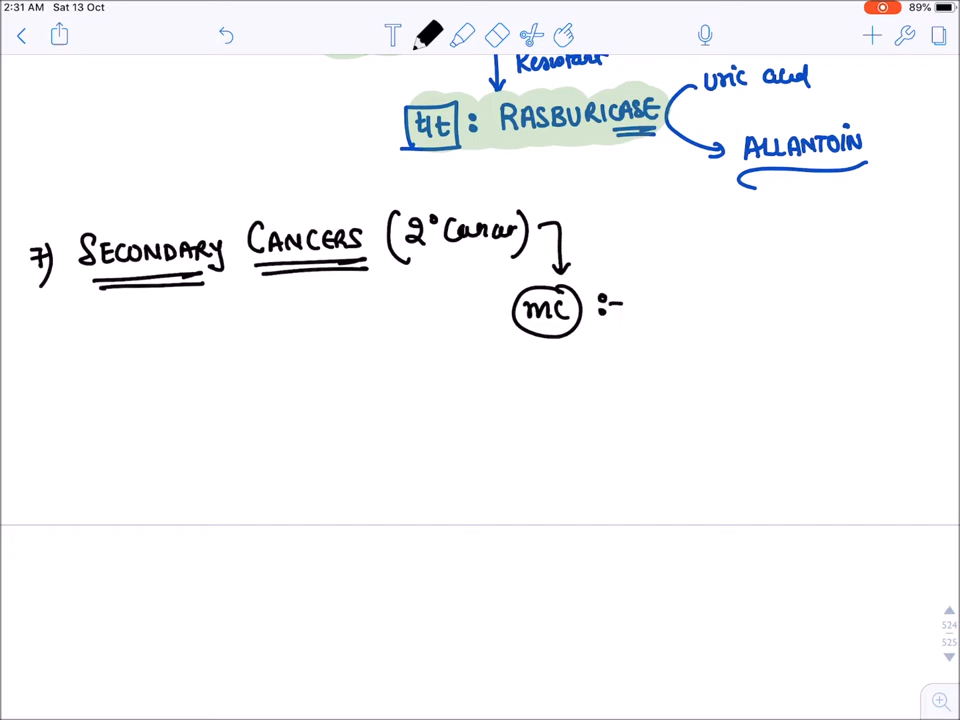 2:31 AM Sat 13 Oct
89%
T
Resistant
Uric acid
t/t : RASBURICASE
ALLANTOIN
7) SECONDARY CANCERS (2° Cancer)
MC :-
524
525